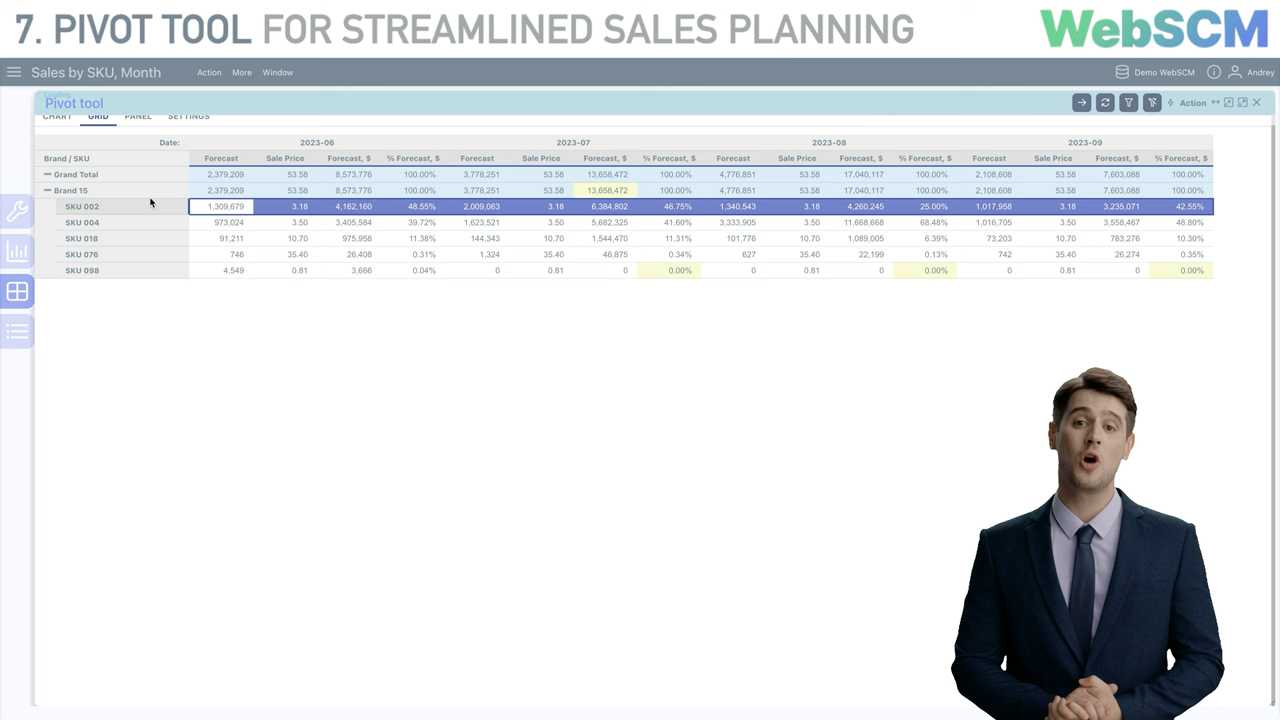 7. PIVOT TOOL FOR STREAMLINED SALES PLANNING
WebSCM
Sales by SKU, Month Action More Window Demo WebSCM Andrey
Pivot tool Action
CHART GRID PANEL SETTINGS
Date: 2023-06 2023-07 2023-08 2023-09
Brand / SKU Forecast Sale Price Forecast, $ % Forecast, $ Forecast Sale Price Forecast, $ % Forecast, $ Forecast Sale Price Forecast, $ % Forecast, $ Forecast Sale Price Forecast, $ % Forecast, $
Grand Total 2,379,209 53.58 8,573,776 100.00% 3,778,251 53.58 13,658,472 100.00% 4,776,851 53.58 17,040,117 100.00% 2,108,608 53.58 7,603,088 100.00%
Brand 15 2,379,209 53.58 8,573,776 100.00% 3,778,251 53.58 13,658,472 100.00% 4,776,851 53.58 17,040,117 100.00% 2,108,608 53.58 7,603,088 100.00%
SKU 002 1,309,679 3.18 4,162,160 48.55% 2,009,063 3.18 6,384,802 46.75% 1,340,543 3.18 4,260,245 25.00% 1,017,958 3.18 3,235,071 42.55%
SKU 004 973,024 3.50 3,405,584 39.72% 1,623,521 3.50 5,682,325 41.60% 3,333,905 3.50 11,668,668 68.48% 1,016,705 3.50 3,558,467 46.80%
SKU 018 91,211 10.70 975,958 11.38% 144,343 10.70 1,544,470 11.31% 101,776 10.70 1,089,005 6.39% 73,203 10.70 783,276 10.30%
SKU 076 746 35.40 26,408 0.31% 1,324 35.40 46,875 0.34% 627 35.40 22,199 0.13% 742 35.40 26,274 0.35%
SKU 098 4,549 0.81 3,666 0.04% 0 0.81 0 0.00% 0 0.81 0 0.00% 0 0.81 0 0.00%